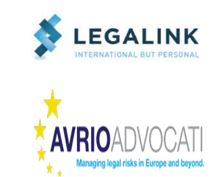 LEGALINK
INTERNATIONAL BUT PERSONAL
AVRIOADVOCATI
Managing legal risks in Europe and beyond.